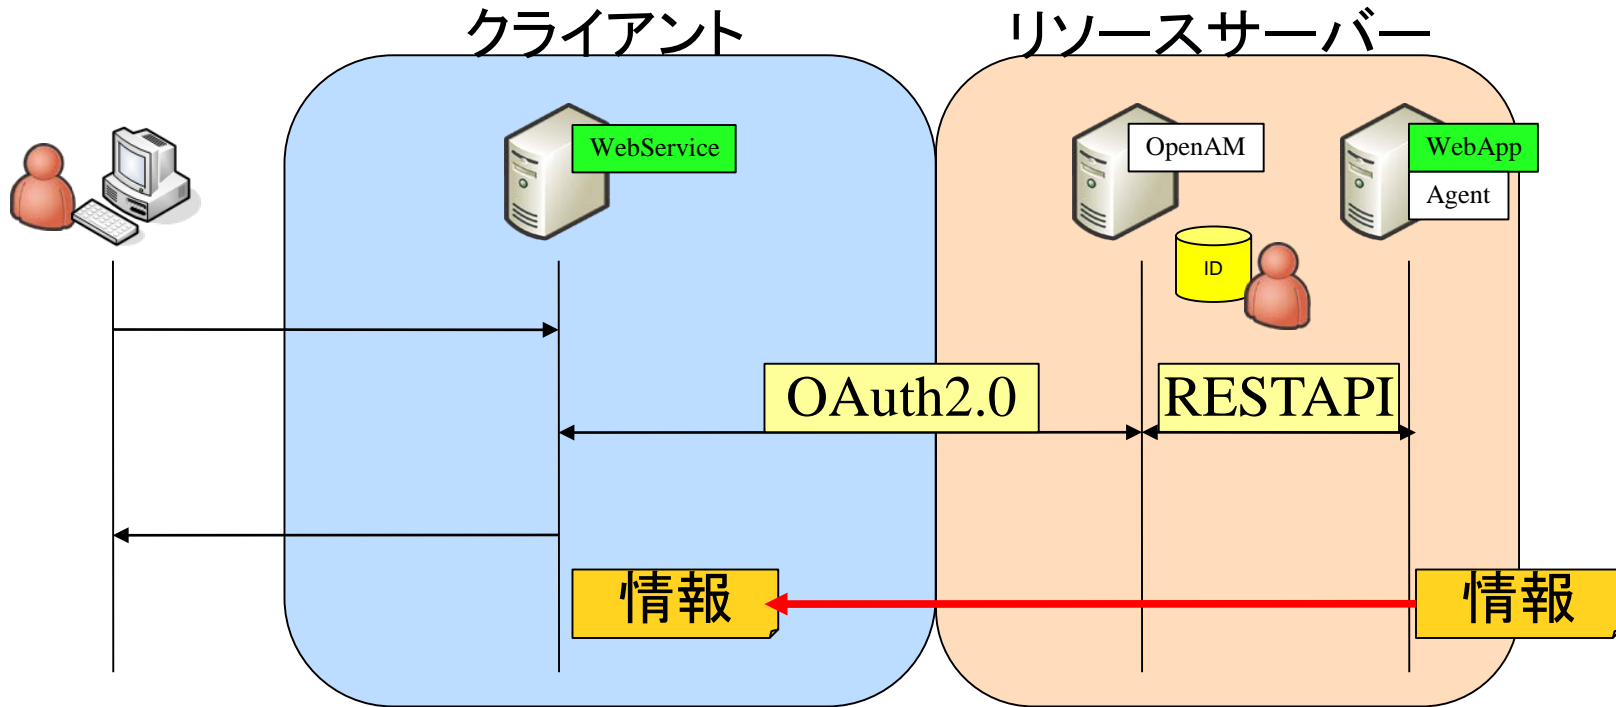 クライアント
リソースサーバー
WebService
OpenAM
WebApp
Agent
ID
OAuth2.0
RESTAPI
情報
情報